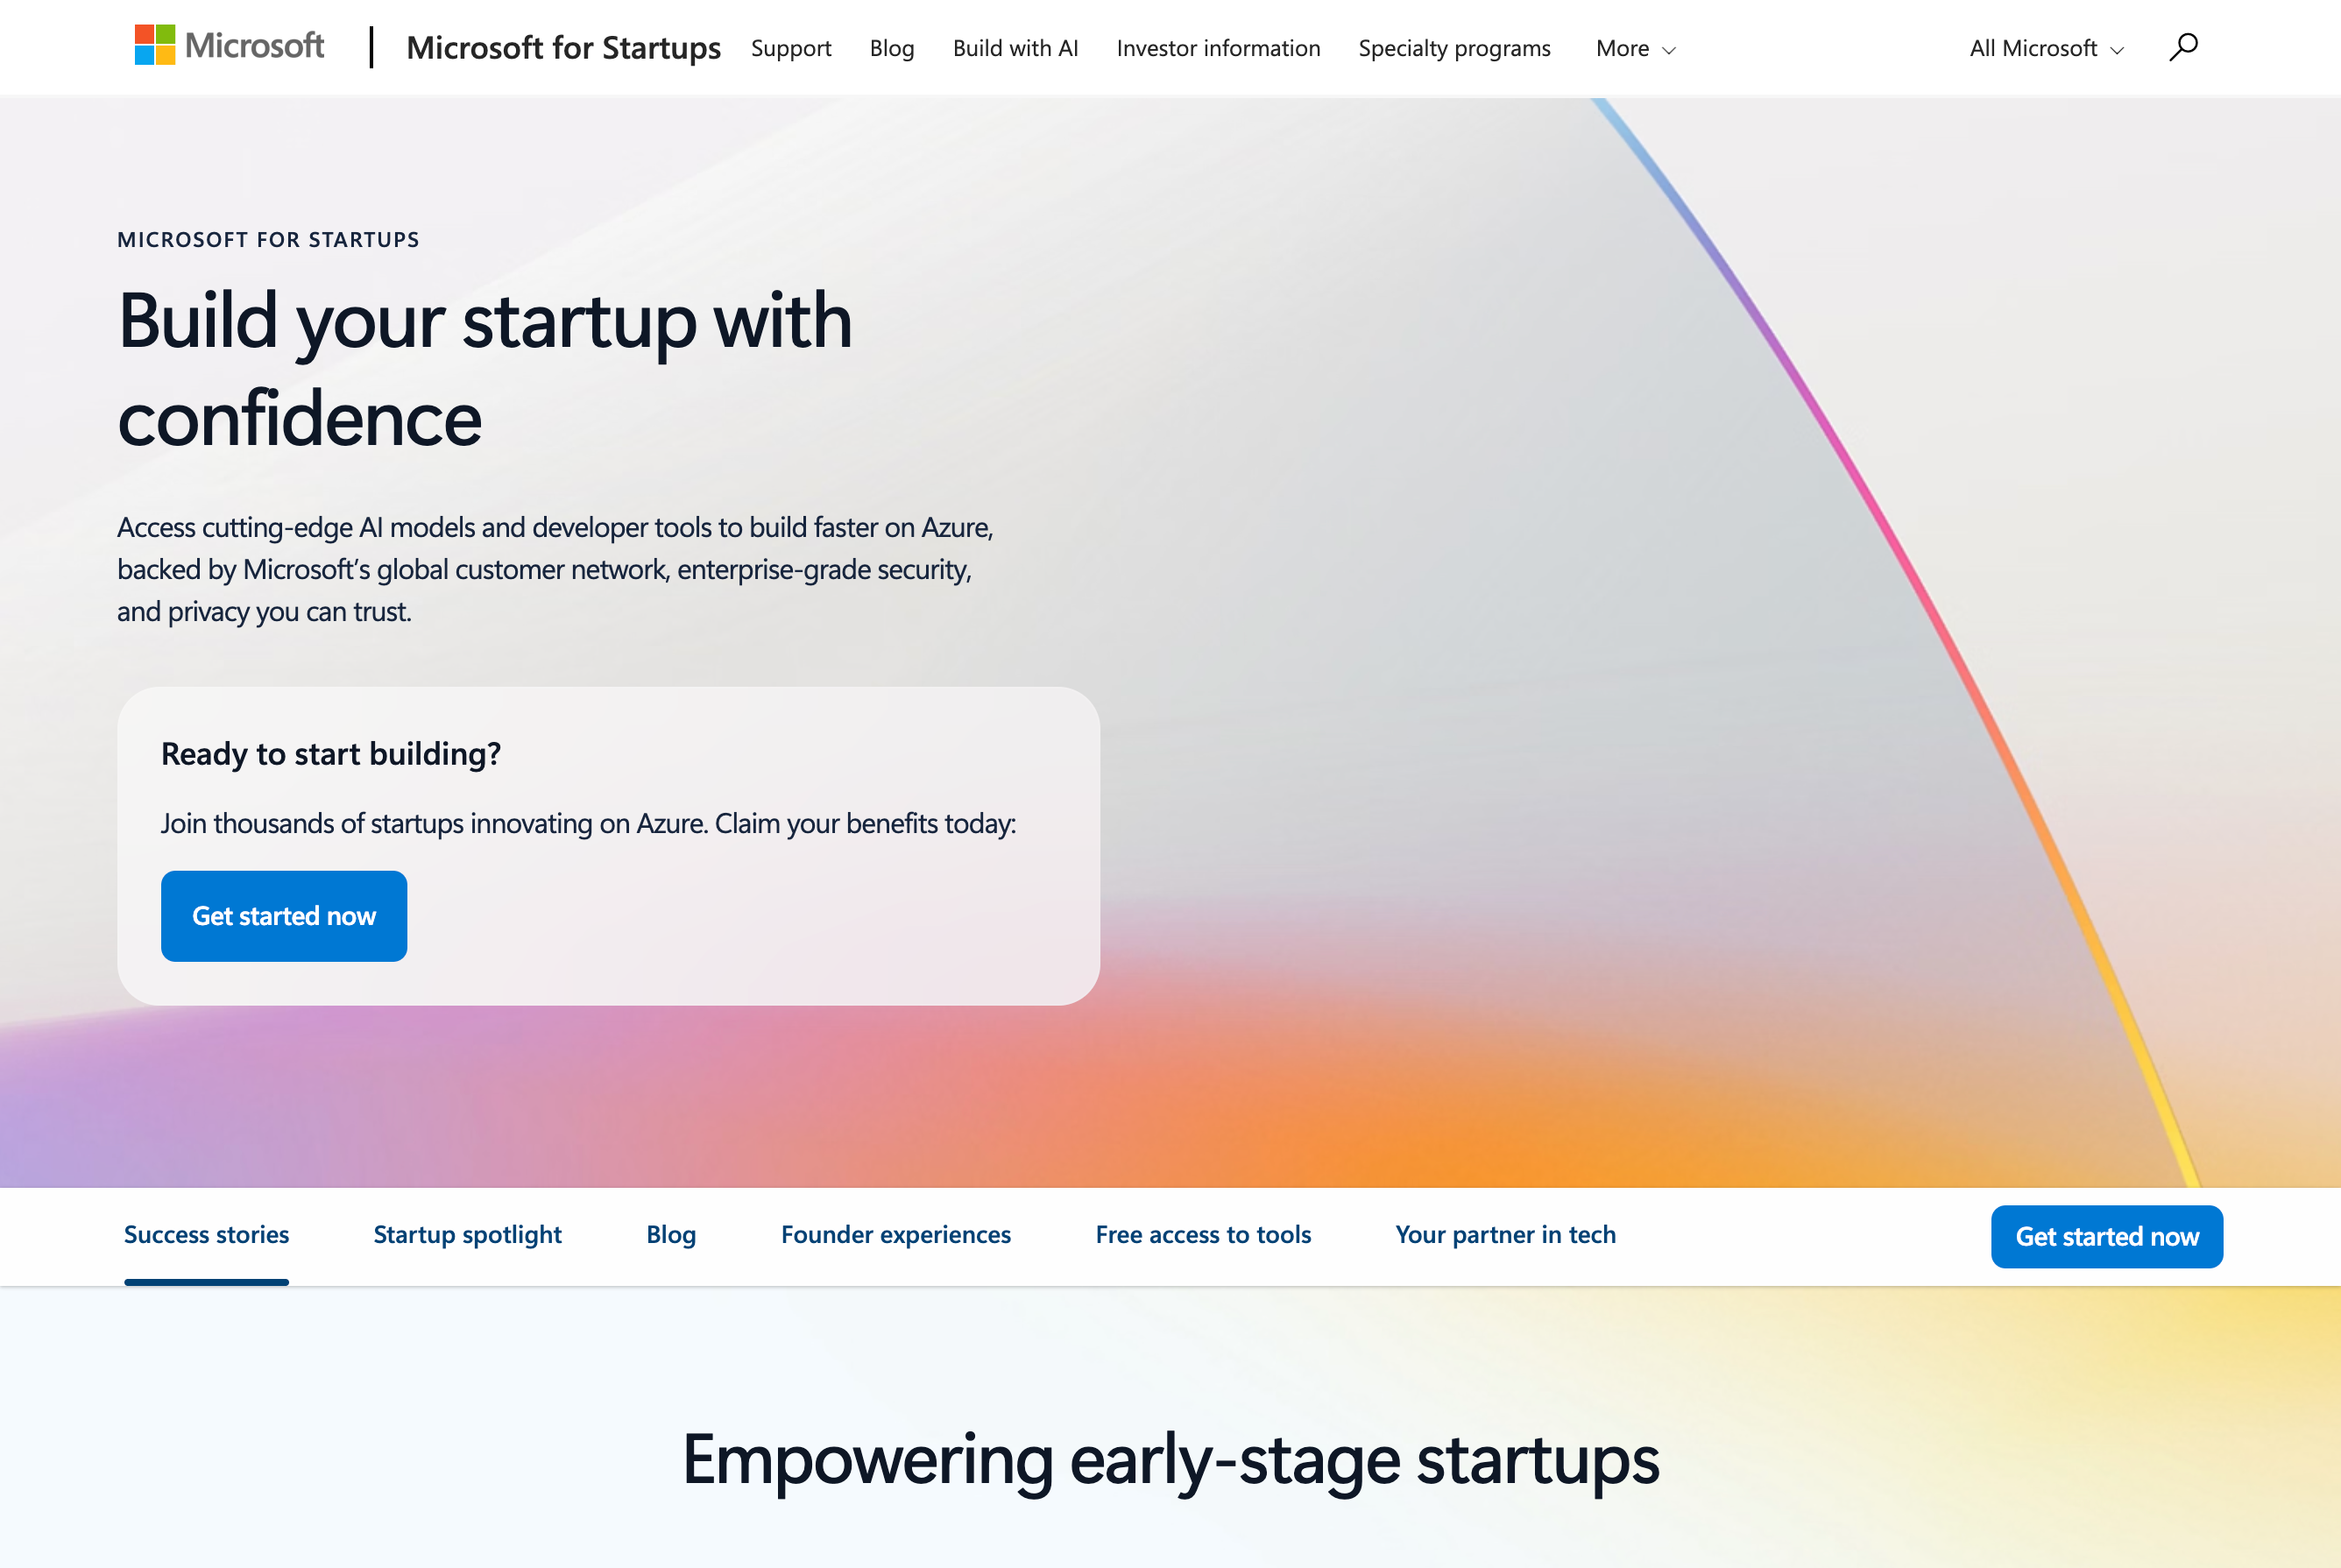 Microsoft
Microsoft for Startups
Support
Blog
Build with AI
Investor information
Specialty programs
More
All Microsoft
MICROSOFT FOR STARTUPS
Build your startup with
confidence
Access cutting-edge AI models and developer tools to build faster on Azure,
backed by Microsoft’s global customer network, enterprise-grade security,
and privacy you can trust.
Ready to start building?
Join thousands of startups innovating on Azure. Claim your benefits today:
Get started now
Success stories
Startup spotlight
Blog
Founder experiences
Free access to tools
Your partner in tech
Get started now
Empowering early-stage startups